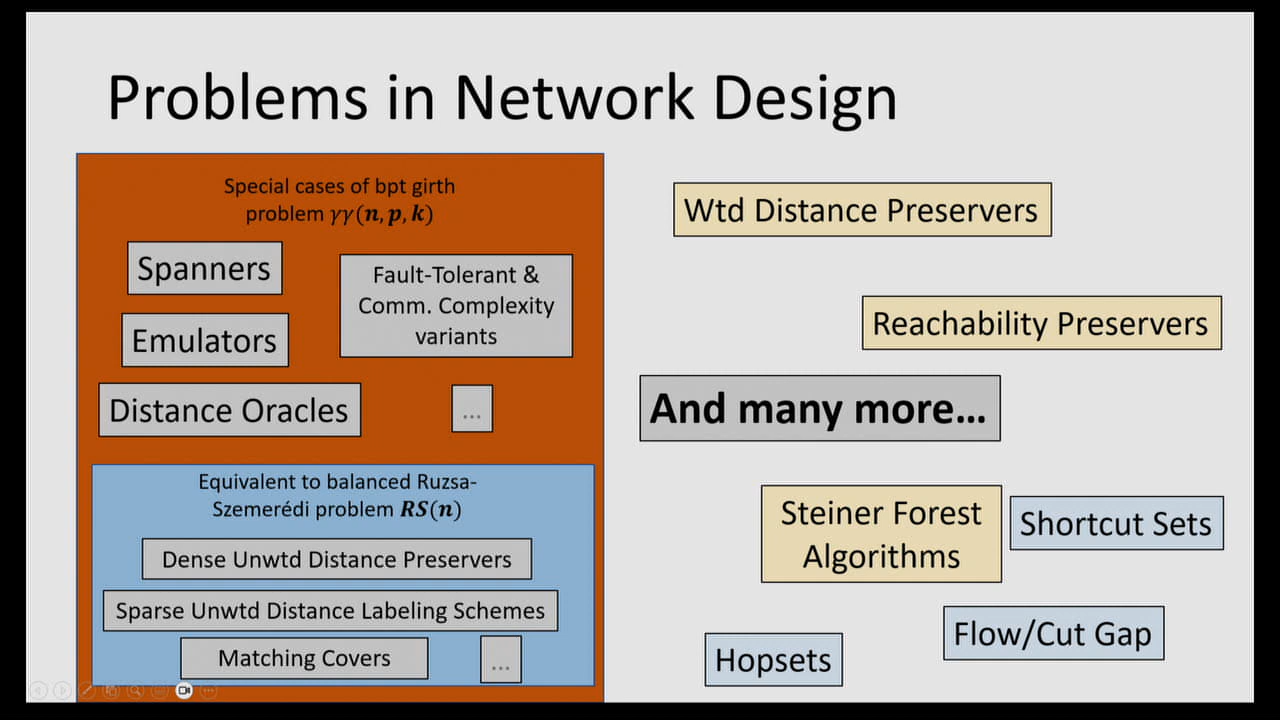 Problems in Network Design
Special cases of bpt girth
problem γγ(n, p, k)
Spanners
Fault-Tolerant &
Comm. Complexity
variants
Emulators
Distance Oracles
...
Equivalent to balanced Ruzsa-
Szemerédi problem RS(n)
Dense Unwtd Distance Preservers
Sparse Unwtd Distance Labeling Schemes
Matching Covers
...
Wtd Distance Preservers
Reachability Preservers
And many more...
Steiner Forest
Algorithms
Shortcut Sets
Flow/Cut Gap
Hopsets